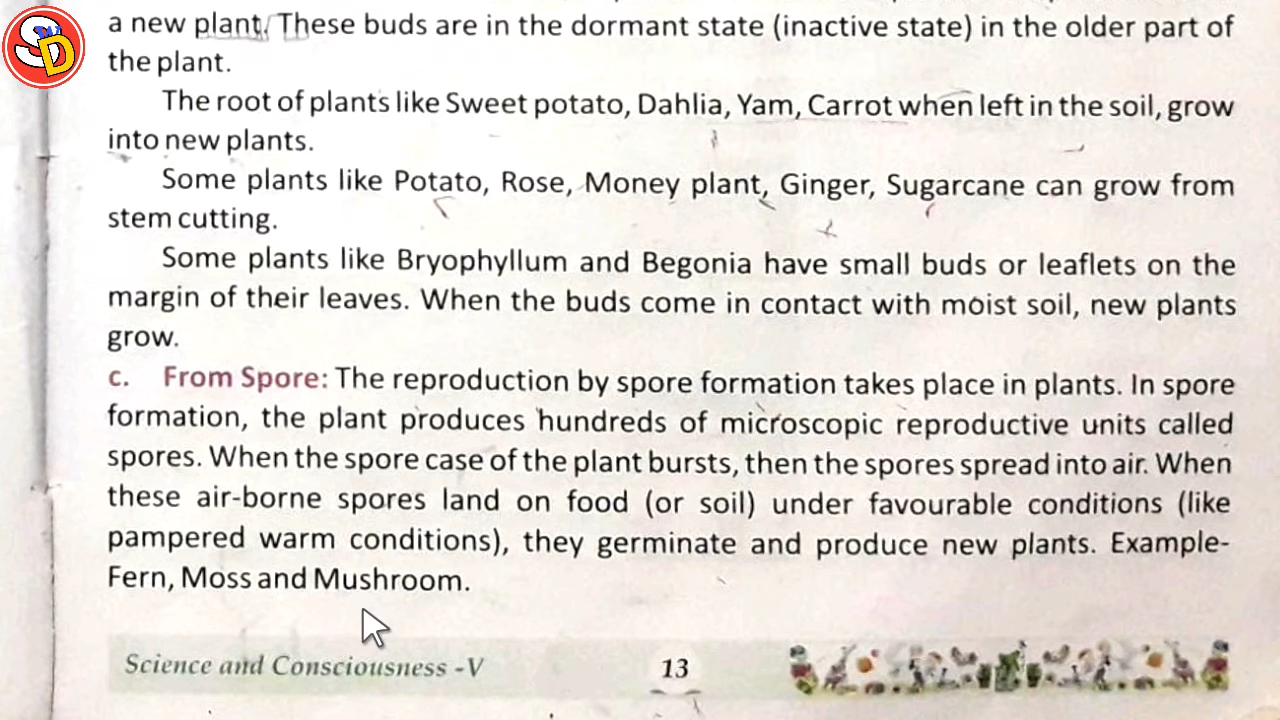 SD
a new plant. These buds are in the dormant state (inactive state) in the older part of
the plant.
The root of plants like Sweet potato, Dahlia, Yam, Carrot when left in the soil, grow
into new plants.
Some plants like Potato, Rose, Money plant, Ginger, Sugarcane can grow from
stem cutting.
Some plants like Bryophyllum and Begonia have small buds or leaflets on the
margin of their leaves. When the buds come in contact with moist soil, new plants
grow.
c. From Spore: The reproduction by spore formation takes place in plants. In spore
formation, the plant produces hundreds of microscopic reproductive units called
spores. When the spore case of the plant bursts, then the spores spread into air. When
these air-borne spores land on food (or soil) under favourable conditions (like
pampered warm conditions), they germinate and produce new plants. Example-
Fern, Moss and Mushroom.
Science and Consciousness -V 13